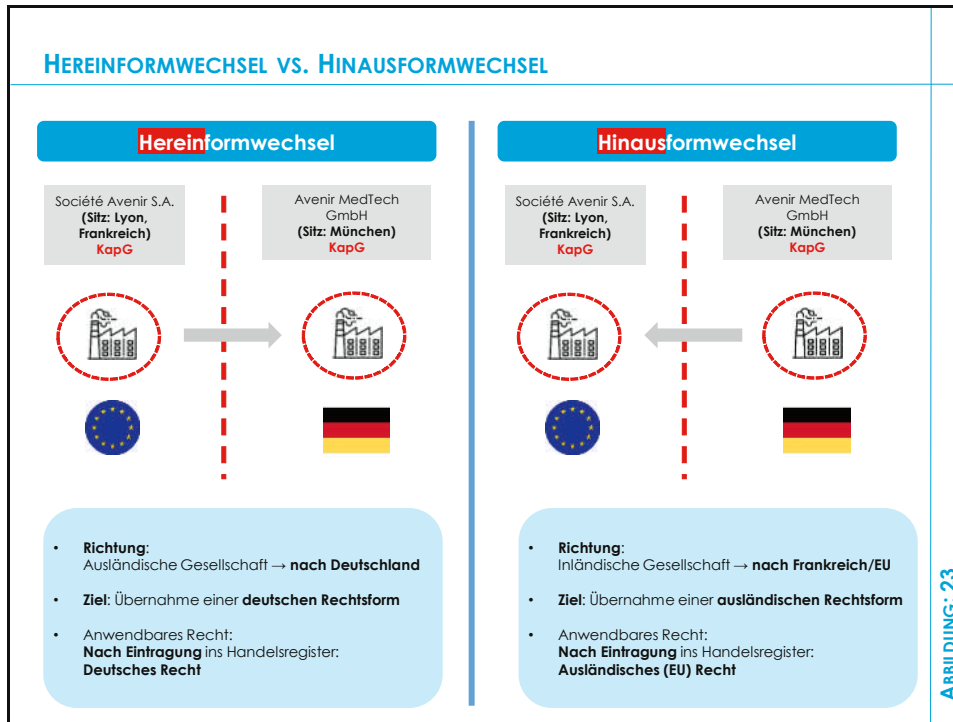 HEREINFORMWECHSEL VS. HINAUSFORMWECHSEL
Hereinformwechsel
Société Avenir S.A.
(Sitz: Lyon,
Frankreich)
KapG
Avenir MedTech
GmbH
(Sitz: München)
KapG
• Richtung:
Ausländische Gesellschaft → nach Deutschland
• Ziel: Übernahme einer deutschen Rechtsform
• Anwendbares Recht:
Nach Eintragung ins Handelsregister:
Deutsches Recht
Hinausformwechsel
Société Avenir S.A.
(Sitz: Lyon,
Frankreich)
KapG
Avenir MedTech
GmbH
(Sitz: München)
KapG
• Richtung:
Inländische Gesellschaft → nach Frankreich/EU
• Ziel: Übernahme einer ausländischen Rechtsform
• Anwendbares Recht:
Nach Eintragung ins Handelsregister:
Ausländisches (EU) Recht
ABBILDUNG: 23